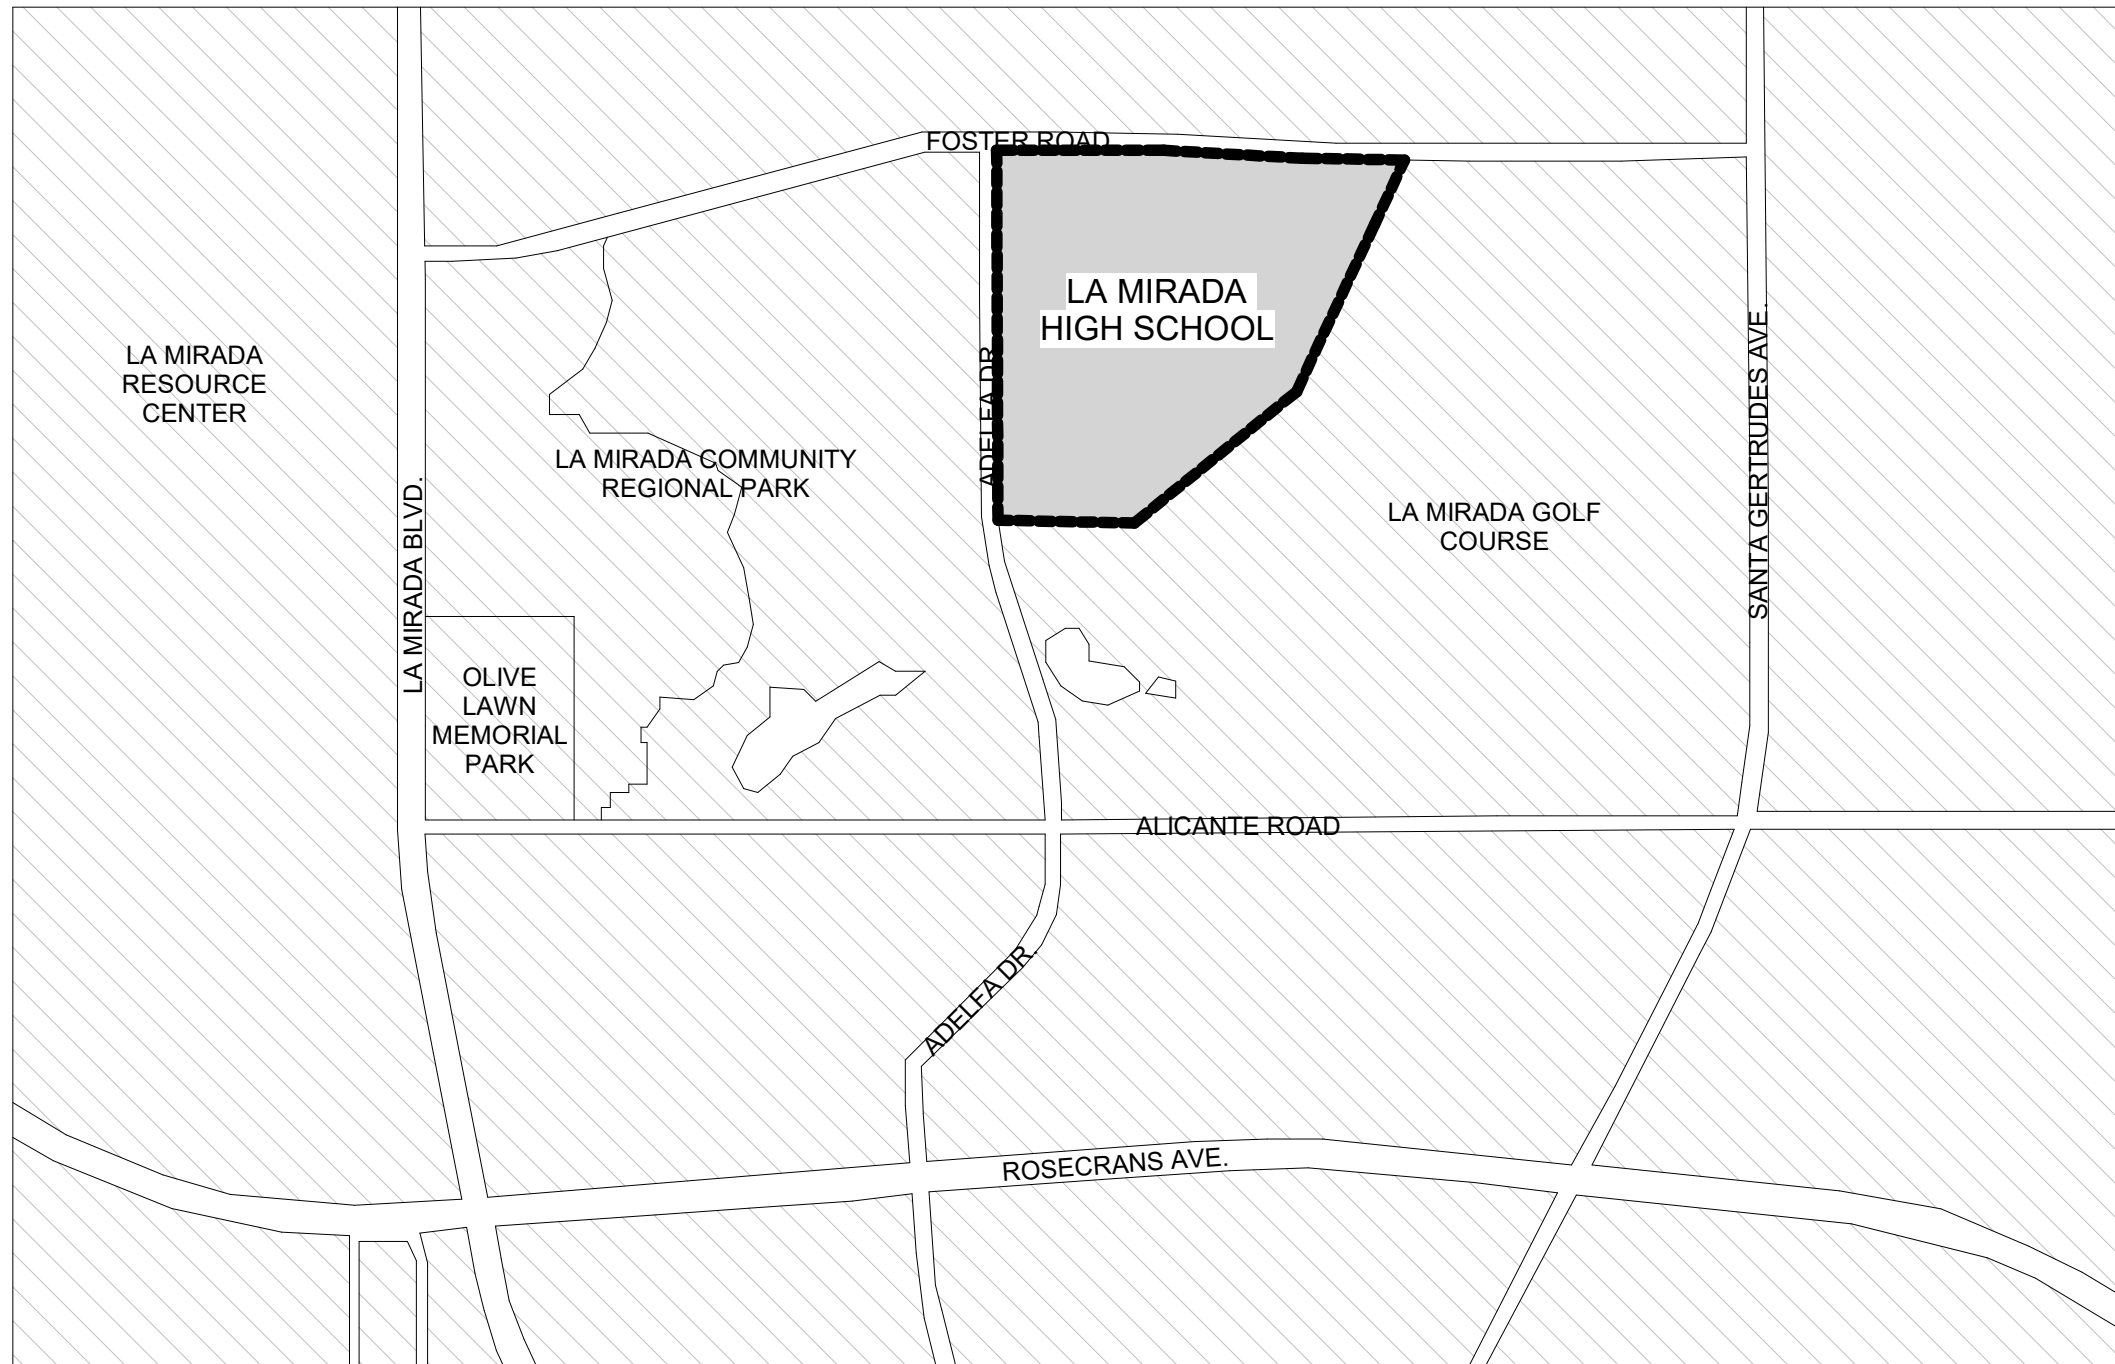 FOSTER ROAD
LA MIRADA
HIGH SCHOOL
LA MIRADA
RESOURCE
CENTER
LA MIRADA BLVD.
LA MIRADA COMMUNITY
REGIONAL PARK
ADELFA DR.
LA MIRADA GOLF
COURSE
SANTA GERTRUDES AVE.
OLIVE
LAWN
MEMORIAL
PARK
ALICANTE ROAD
ADELFA DR.
ROSECRANS AVE.